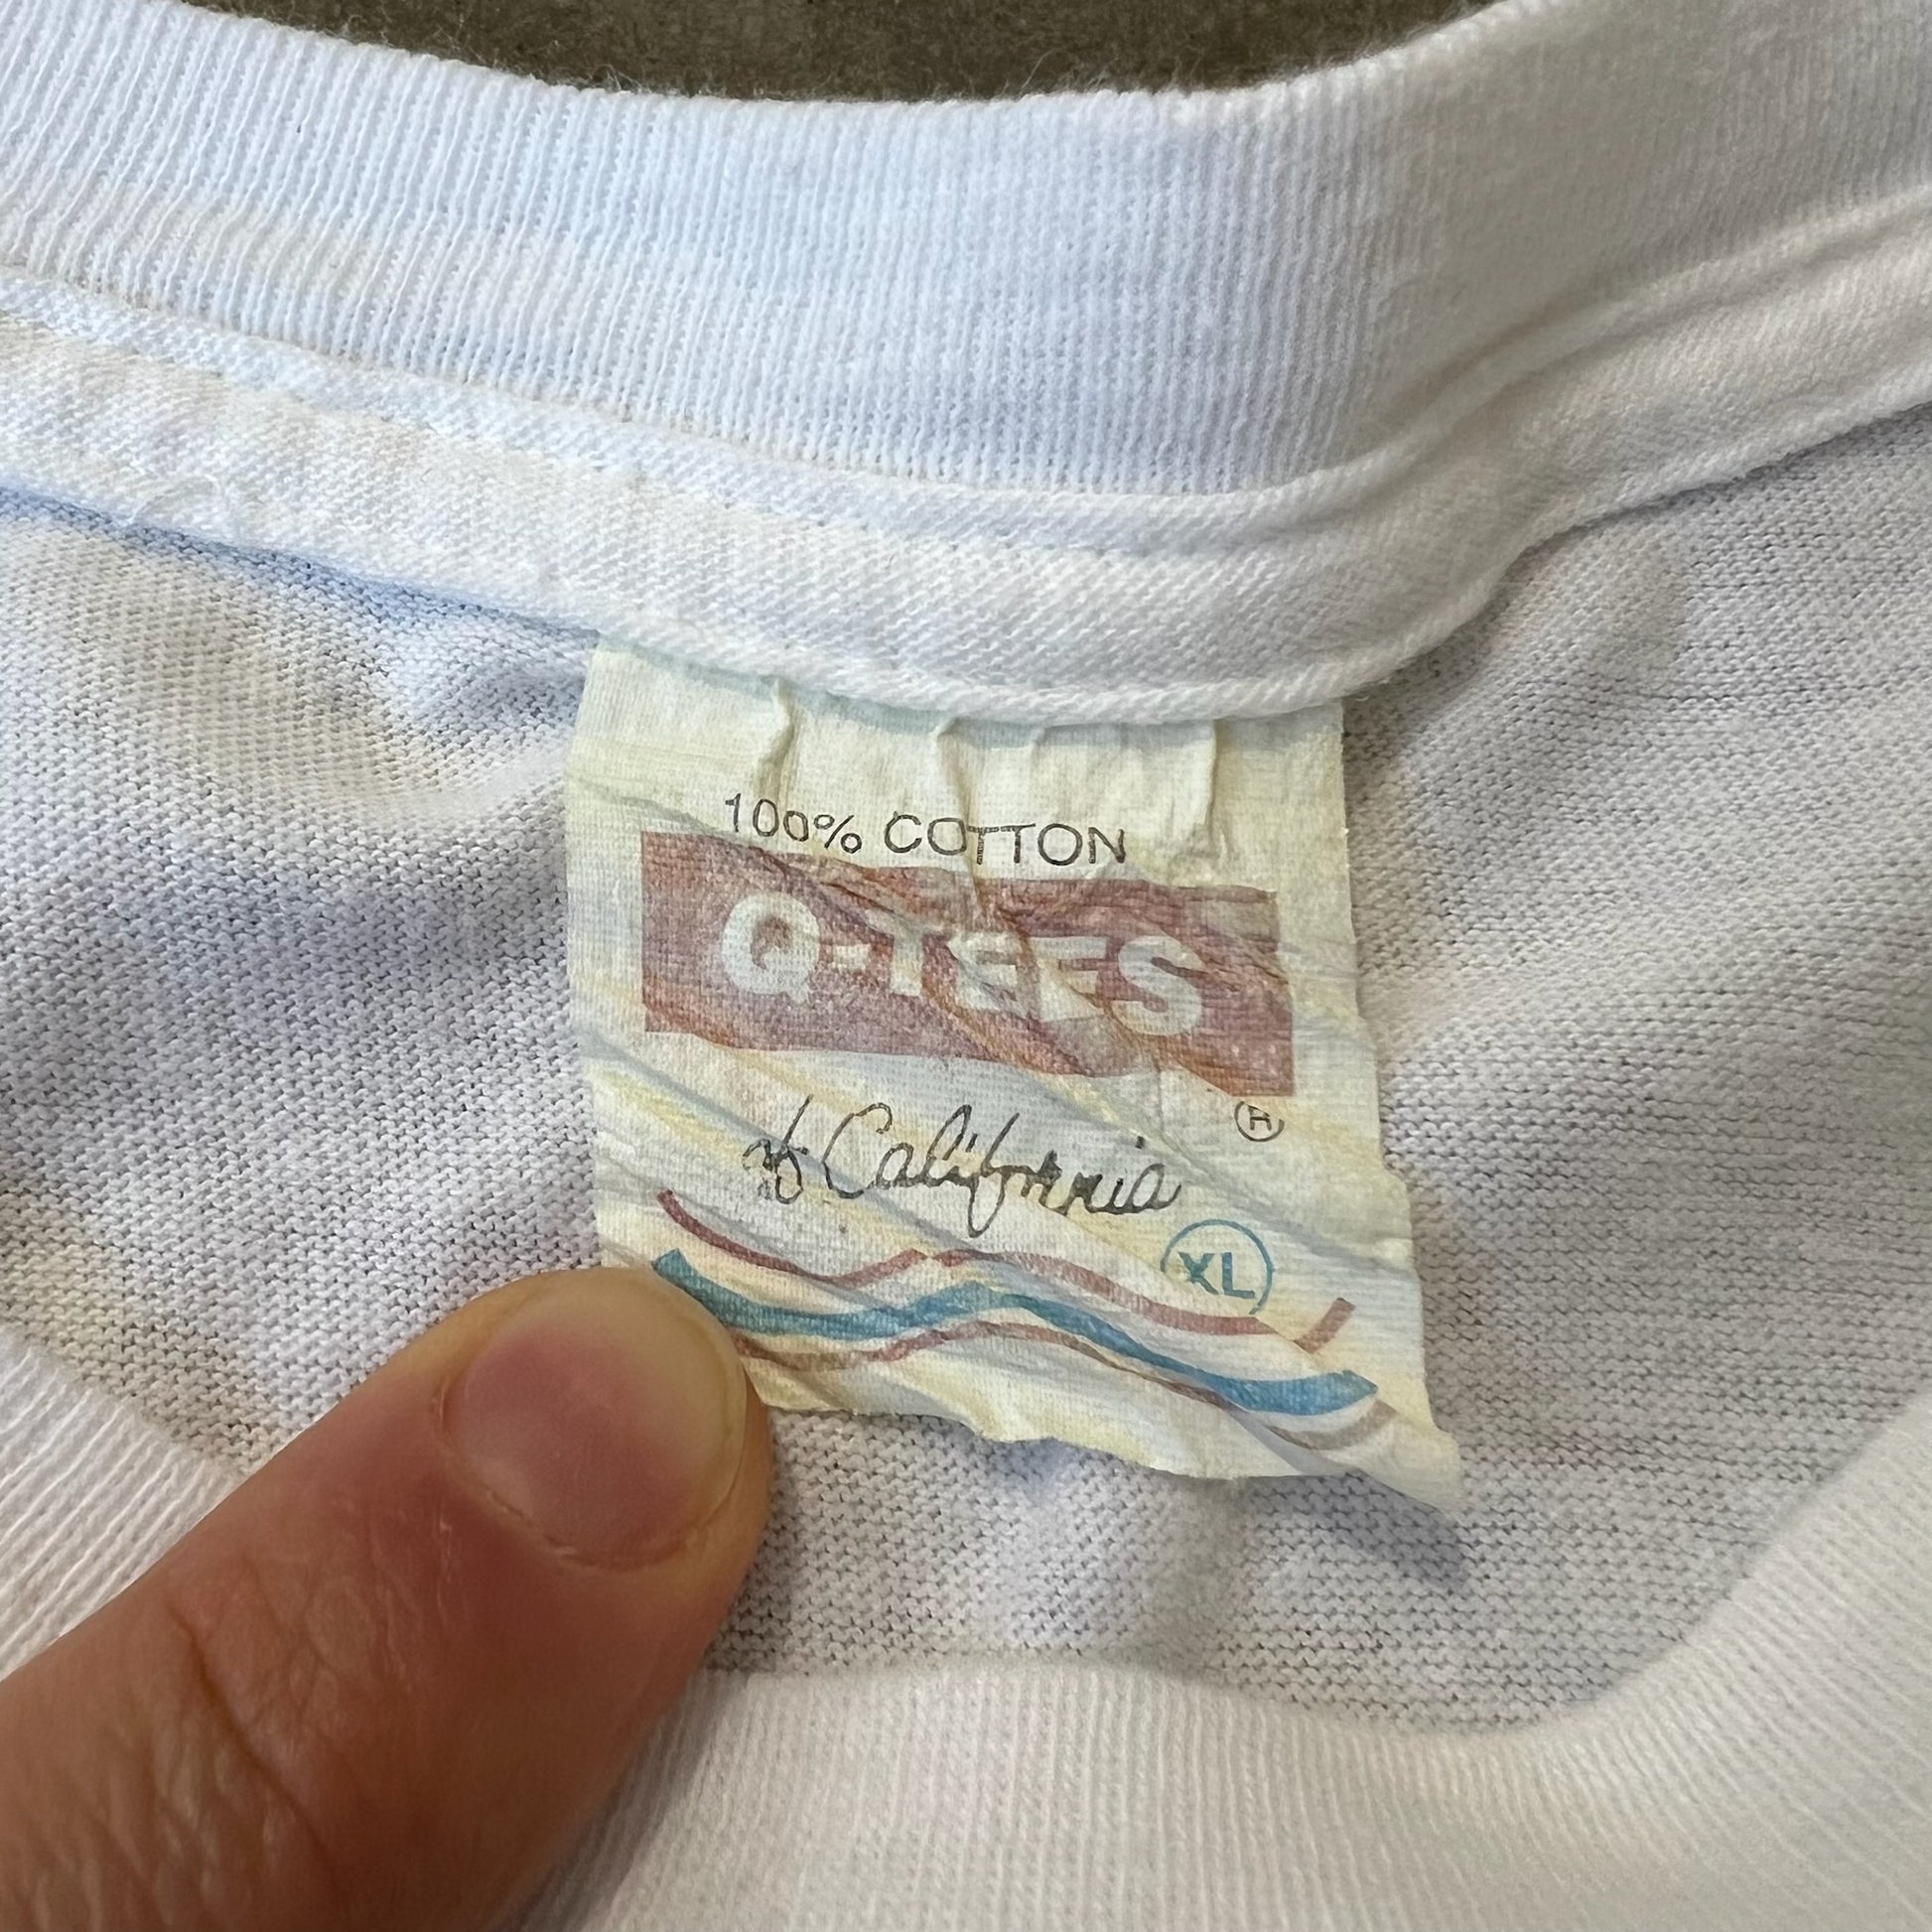 100% COTTON
Q-TEES
®
of California
XL